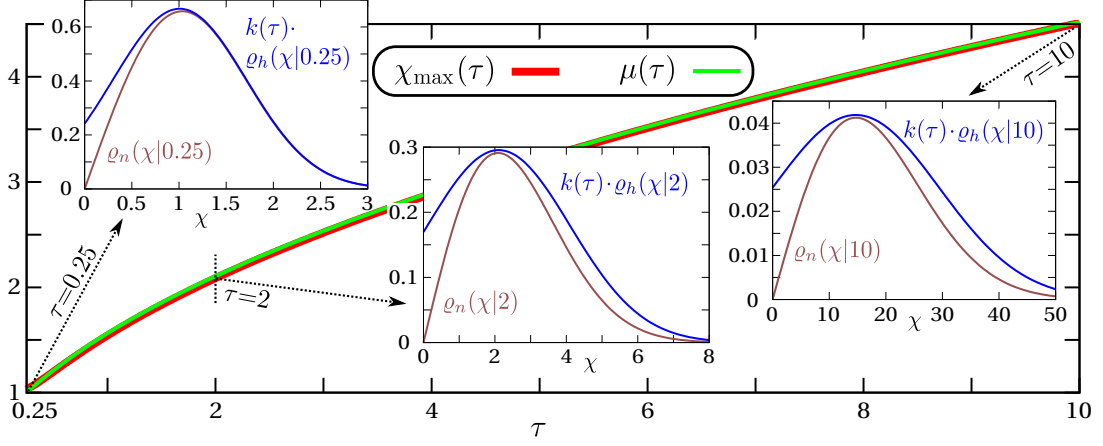 0.6
0.4
0.2
0
0
0.5
1
1.5
2
2.5
3
χ
k(τ)·
ϱh(χ|0.25)
ϱn(χ|0.25)
χmax(τ)
μ(τ)
τ=10
0.04
0.03
0.02
0.01
0
0
10
20
30
40
50
χ
k(τ)·ϱh(χ|10)
ϱn(χ|10)
0.3
0.2
0.1
0
0
2
4
6
8
χ
k(τ)·ϱh(χ|2)
ϱn(χ|2)
τ=0.25
τ=2
4
3
2
1
0.25
2
4
6
8
10
τ